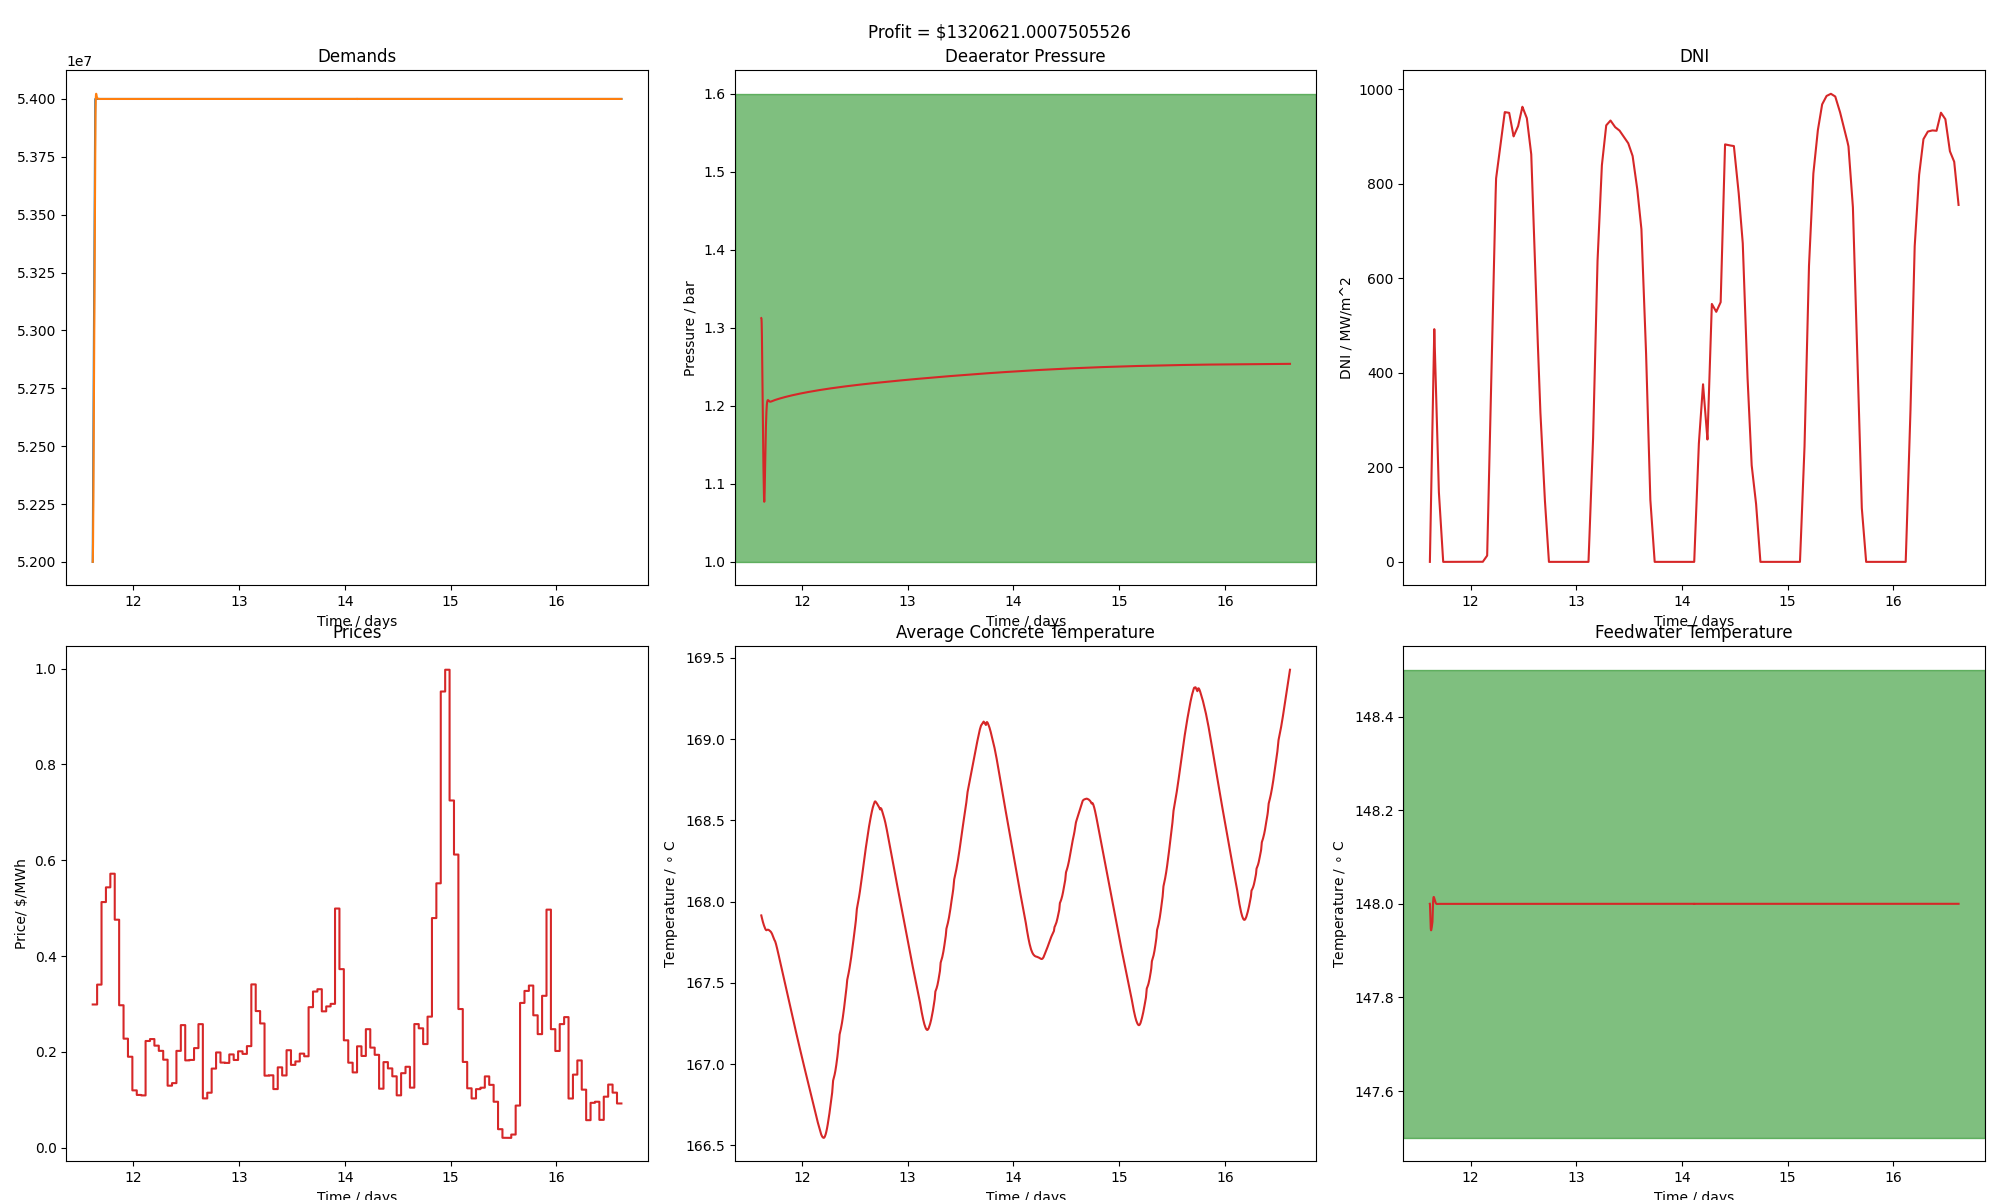 Profit = $1320621.0007505526
Demands
1e7
5.400
5.375
5.350
5.325
5.300
5.275
5.250
5.225
5.200
12 13 14 15 16
Time / days
Deaerator Pressure
Pressure / bar
1.6
1.5
1.4
1.3
1.2
1.1
1.0
12 13 14 15 16
Time / days
DNI
DNI / MW/m^2
1000
800
600
400
200
0
12 13 14 15 16
Time / days
Prices
Price/ $/MWh
1.0
0.8
0.6
0.4
0.2
0.0
12 13 14 15 16
Time / days
Average Concrete Temperature
Temperature / ∘ C
169.5
169.0
168.5
168.0
167.5
167.0
166.5
12 13 14 15 16
Time / days
Feedwater Temperature
Temperature / ∘ C
148.4
148.2
148.0
147.8
147.6
12 13 14 15 16
Time / days